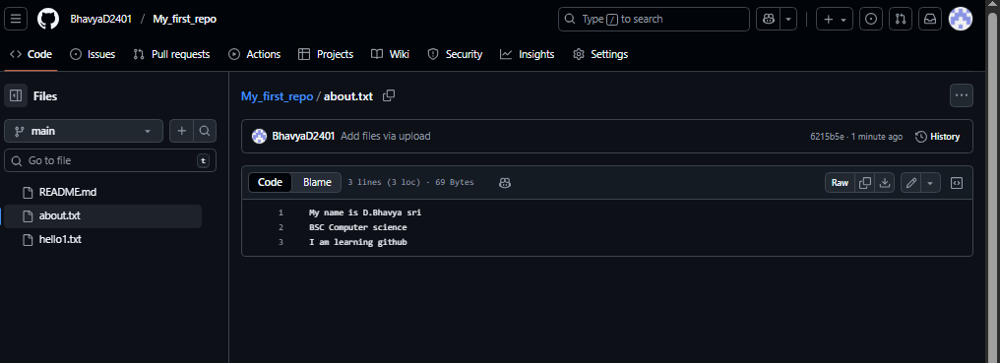 BhavyaD2401 / My_first_repo
Type / to search
Code Issues Pull requests Actions Projects Wiki Security Insights Settings
Files
main
Go to file t
README.md
about.txt
hello1.txt
My_first_repo / about.txt
BhavyaD2401 Add files via upload 6215b5e · 1 minute ago History
Code Blame 3 lines (3 loc) · 69 Bytes Raw
1 My name is D.Bhavya sri
2 BSC Computer science
3 I am learning github